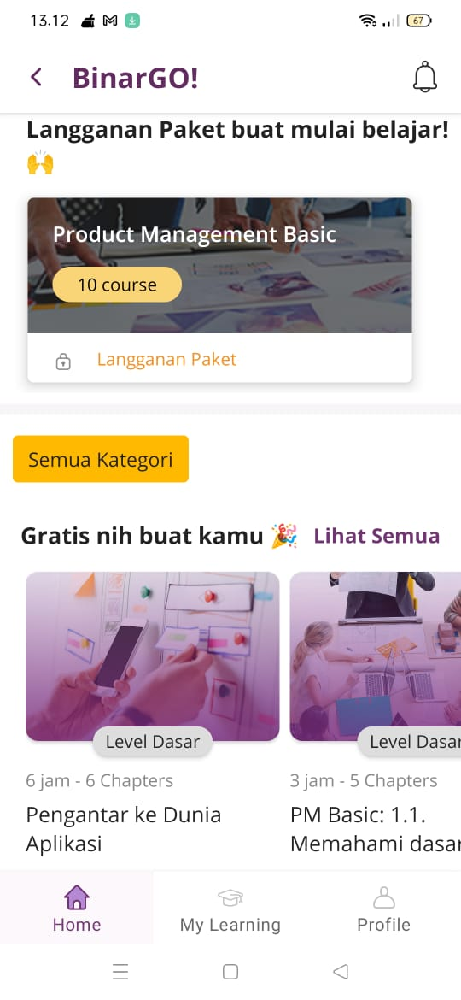 13.12
67
BinarGO!
Langganan Paket buat mulai belajar!
🙌
Product Management Basic
10 course
Langganan Paket
Semua Kategori
Gratis nih buat kamu 🎉 Lihat Semua
Level Dasar
Level Dasar
6 jam - 6 Chapters
3 jam - 5 Chapters
Pengantar ke Dunia
Aplikasi
PM Basic: 1.1.
Memahami dasar
Home
My Learning
Profile